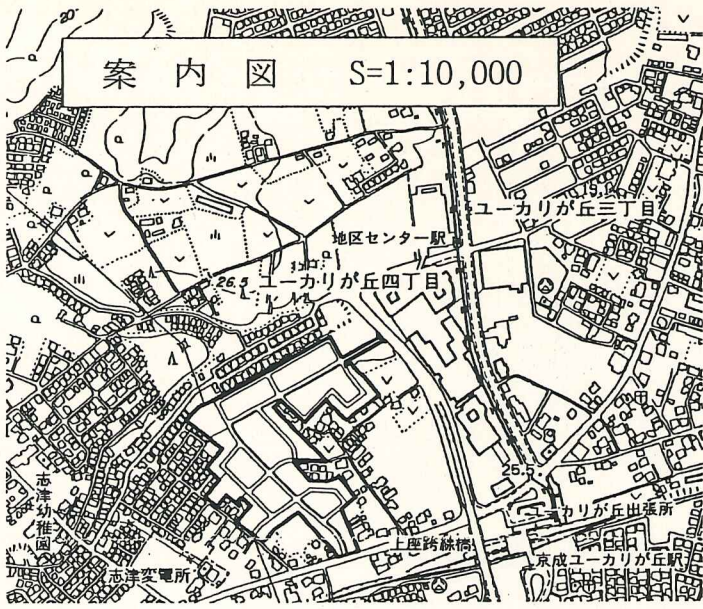 案内図 S=1:10,000
20
19.1
ユーカリが丘三丁目
地区センター駅
26.5
ユーカリが丘四丁目
25.5
志津幼稚園
ユーカリが丘出張所
上座跨線橋
京成ユーカリが丘駅
志津変電所